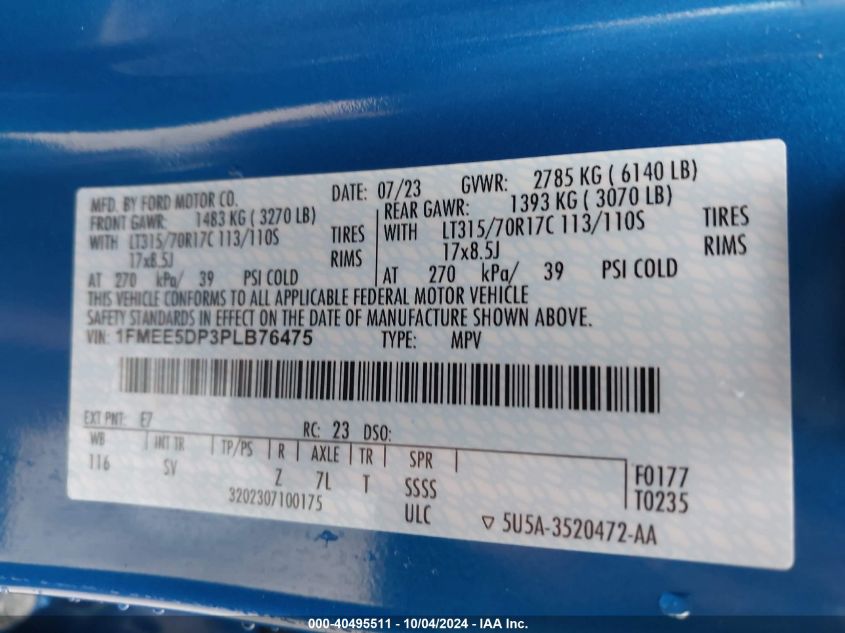 MFD. BY FORD MOTOR CO. DATE: 07/23 GVWR: 2785 KG ( 6140 LB)
FRONT GAWR: 1483 KG ( 3270 LB) REAR GAWR: 1393 KG ( 3070 LB)
WITH LT315/70R17C 113/110S TIRES WITH LT315/70R17C 113/110S TIRES
17x8.5J RIMS 17x8.5J RIMS
AT 270 kPa/ 39 PSI COLD AT 270 kPa/ 39 PSI COLD
THIS VEHICLE CONFORMS TO ALL APPLICABLE FEDERAL MOTOR VEHICLE
SAFETY STANDARDS IN EFFECT ON THE DATE OF MANUFACTURE SHOWN ABOVE.
VIN: 1FMEE5DP3PLB76475 TYPE: MPV
EXT PNT: E7 RC: 23 DSO:
WB INT TR TP/PS R AXLE TR SPR
116 SV Z 7L T SSSS F0177
3202307100175 ULC T0235
5U5A-3520472-AA
000-40495511 - 10/04/2024 - IAA Inc.